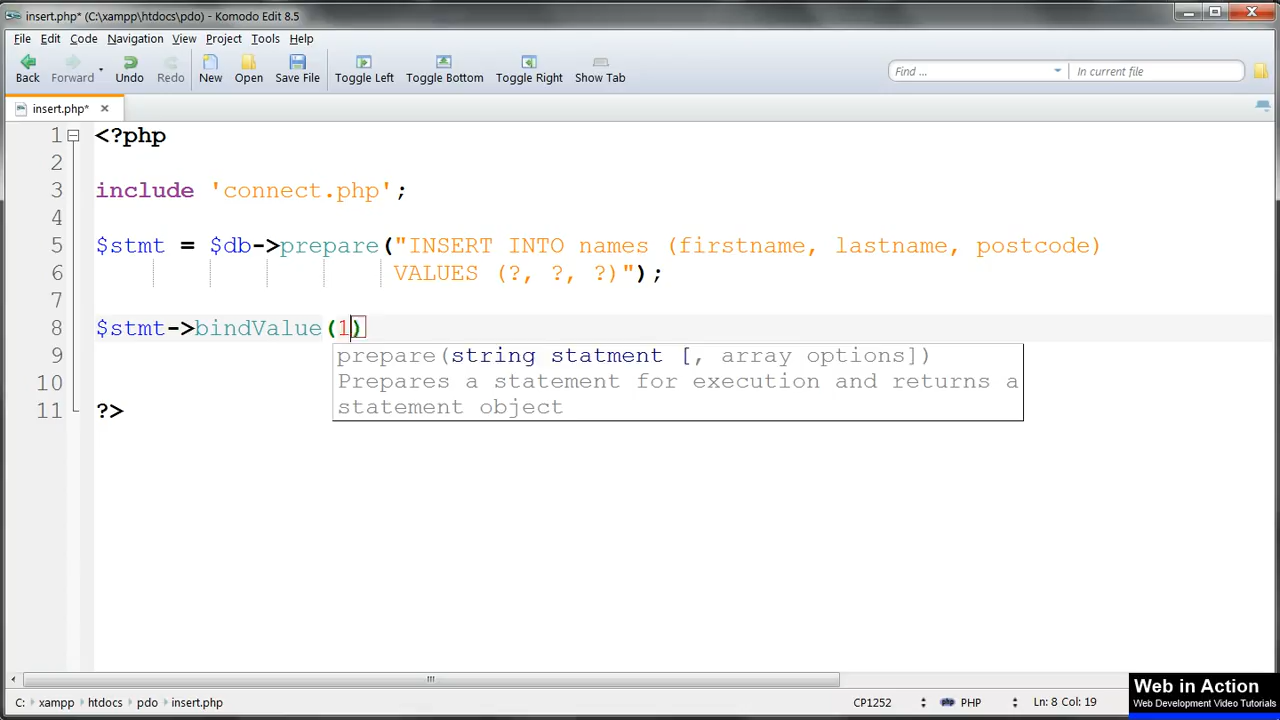 insert.php* (C:\xampp\htdocs\pdo) - Komodo Edit 8.5
File Edit Code Navigation View Project Tools Help
Back Forward Undo Redo New Open Save File Toggle Left Toggle Bottom Toggle Right Show Tab Find ... In current file
insert.php*
1 <?php
2
3 include 'connect.php';
4
5 $stmt = $db->prepare("INSERT INTO names (firstname, lastname, postcode)
6 VALUES (?, ?, ?)");
7
8 $stmt->bindValue(1)
9 prepare(string statment [, array options])
10 Prepares a statement for execution and returns a
statement object
11 ?>
C: xampp htdocs pdo insert.php CP1252 PHP Ln: 8 Col: 19
Web in Action
Web Development Video Tutorials